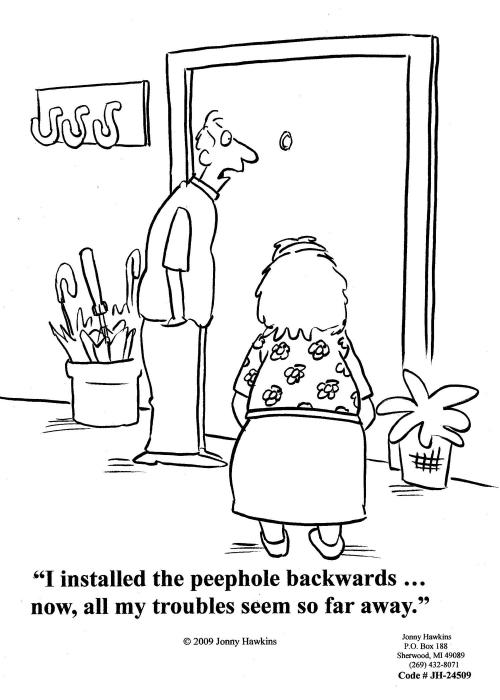 “I installed the peephole backwards ...
now, all my troubles seem so far away.”
© 2009 Jonny Hawkins
Jonny Hawkins
P.O. Box 188
Sherwood, MI 49089
(269) 432-8071
Code # JH-24509